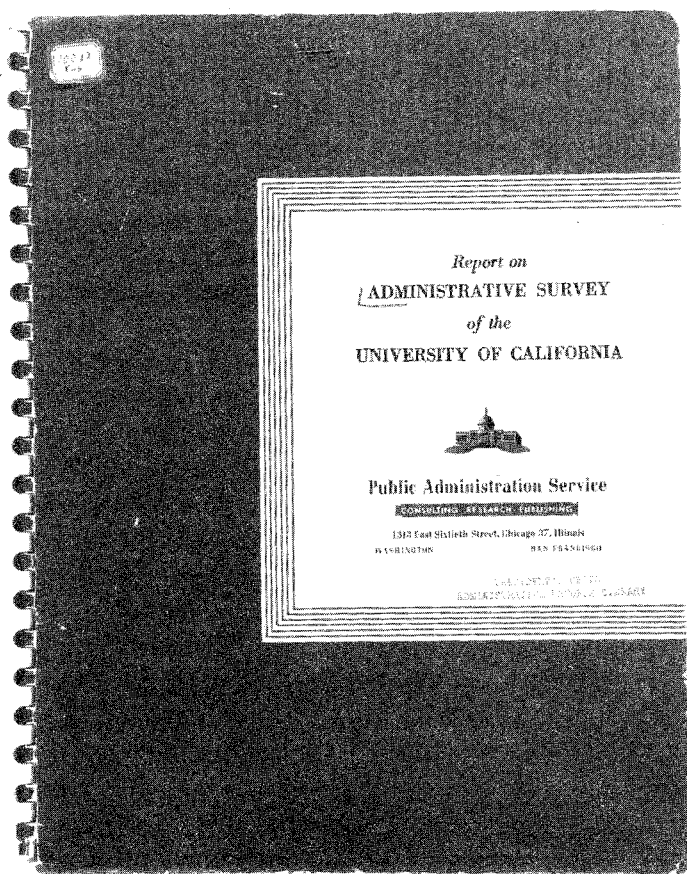 Report on
ADMINISTRATIVE SURVEY
of the
UNIVERSITY OF CALIFORNIA
Public Administration Service
CONSULTING RESEARCH PUBLISHING
1313 East Sixtieth Street, Chicago 37, Illinois
WASHINGTON SAN FRANCISCO
LIBRARY